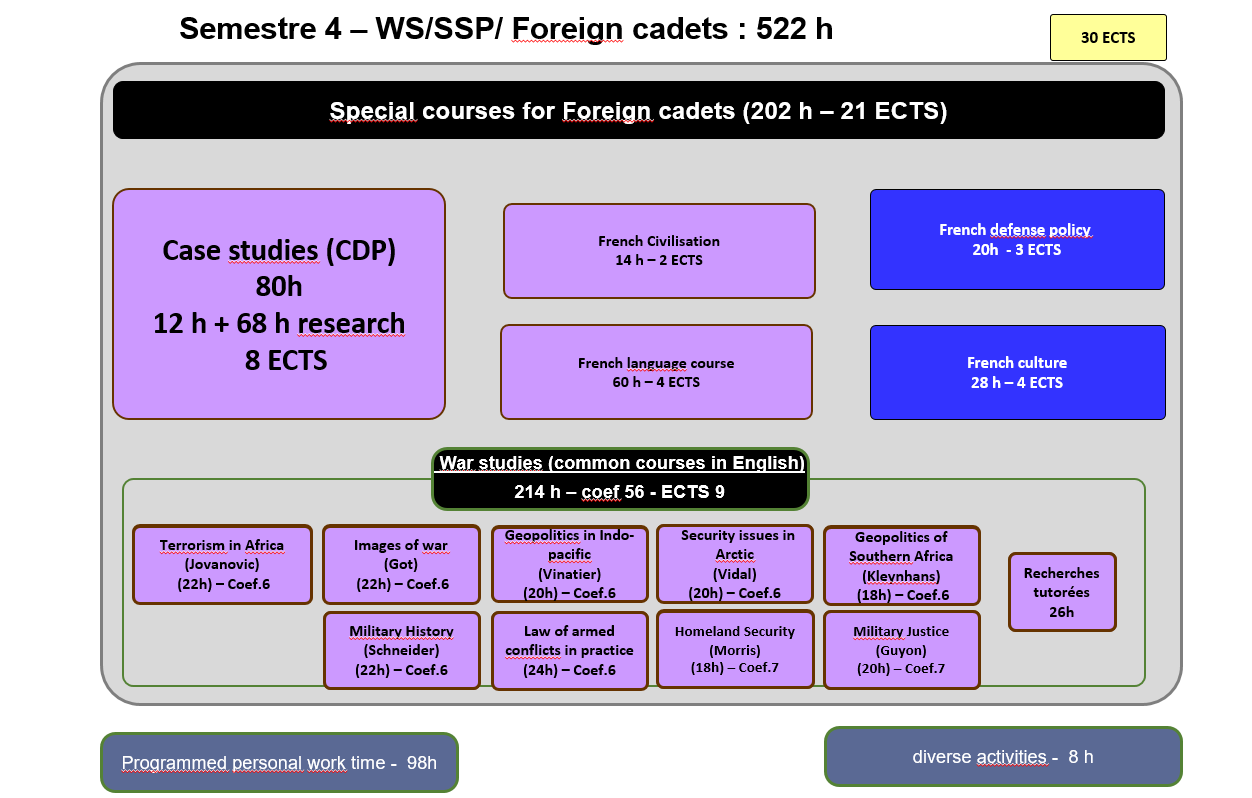 Semestre 4 – WS/SSP/ Foreign cadets : 522 h
30 ECTS
Special courses for Foreign cadets (202 h – 21 ECTS)
Case studies (CDP)
80h
12 h + 68 h research
8 ECTS
French Civilisation
14 h – 2 ECTS
French defense policy
20h - 3 ECTS
French language course
60 h – 4 ECTS
French culture
28 h – 4 ECTS
War studies (common courses in English)
214 h – coef 56 - ECTS 9
Terrorism in Africa
(Jovanovic)
(22h) – Coef.6
Images of war
(Got)
(22h) – Coef.6
Geopolitics in Indo-
pacific
(Vinatier)
(20h) – Coef.6
Security issues in
Arctic
(Vidal)
(20h) – Coef.6
Geopolitics of
Southern Africa
(Kleynhans)
(18h) – Coef.6
Recherches
tutorées
26h
Military History
(Schneider)
(22h) – Coef.6
Law of armed
conflicts in practice
(24h) – Coef.6
Homeland Security
(Morris)
(18h) – Coef.7
Military Justice
(Guyon)
(20h) – Coef.7
Programmed personal work time - 98h
diverse activities - 8 h